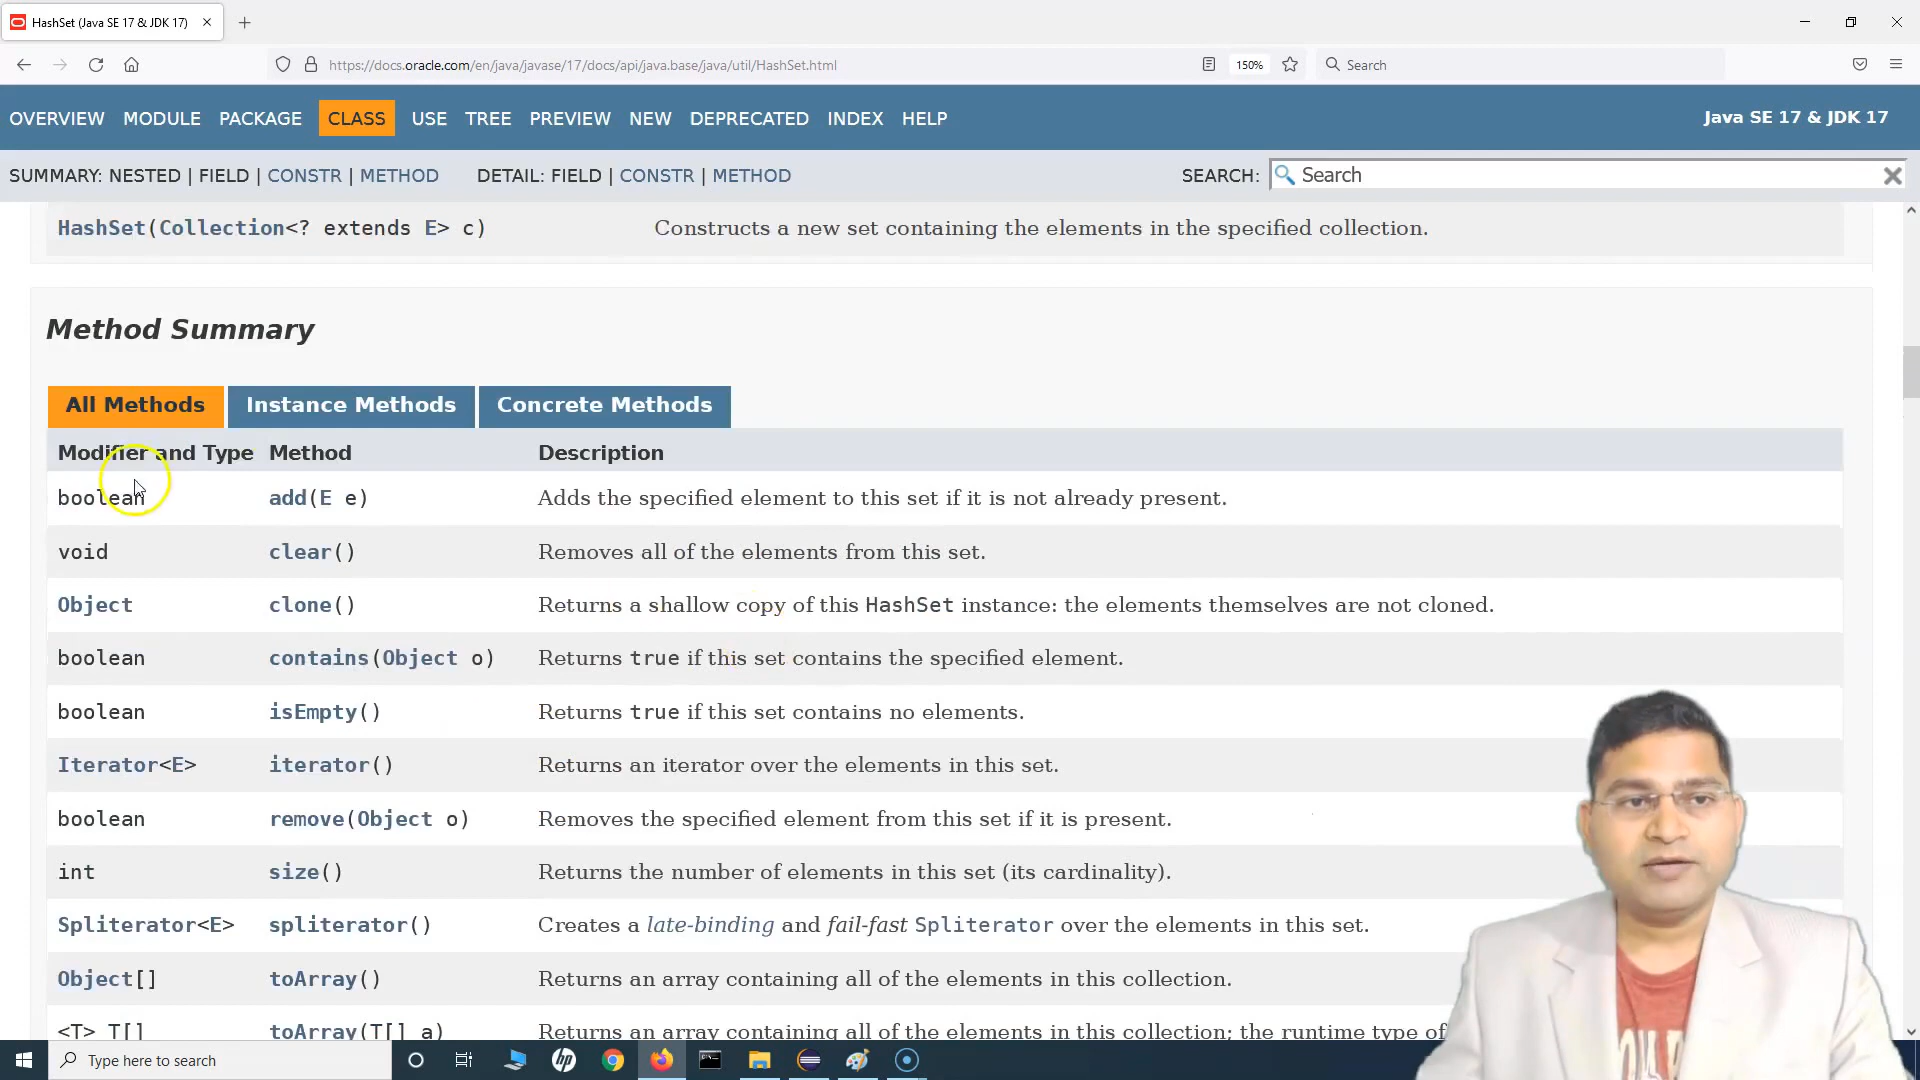 HashSet (Java SE 17 & JDK 17)
https://docs.oracle.com/en/java/javase/17/docs/api/java.base/java/util/HashSet.html
150%
Search
OVERVIEW MODULE PACKAGE CLASS USE TREE PREVIEW NEW DEPRECATED INDEX HELP
Java SE 17 & JDK 17
SUMMARY: NESTED | FIELD | CONSTR | METHOD DETAIL: FIELD | CONSTR | METHOD
SEARCH: Search
HashSet(Collection<? extends E> c) Constructs a new set containing the elements in the specified collection.
Method Summary
All Methods Instance Methods Concrete Methods
Modifier and Type Method Description
boolean add(E e) Adds the specified element to this set if it is not already present.
void clear() Removes all of the elements from this set.
Object clone() Returns a shallow copy of this HashSet instance: the elements themselves are not cloned.
boolean contains(Object o) Returns true if this set contains the specified element.
boolean isEmpty() Returns true if this set contains no elements.
Iterator<E> iterator() Returns an iterator over the elements in this set.
boolean remove(Object o) Removes the specified element from this set if it is present.
int size() Returns the number of elements in this set (its cardinality).
Spliterator<E> spliterator() Creates a late-binding and fail-fast Spliterator over the elements in this set.
Object[] toArray() Returns an array containing all of the elements in this collection.
<T> T[] toArray(T[] a) Returns an array containing all of the elements in this collection; the runtime type of
Type here to search
hp